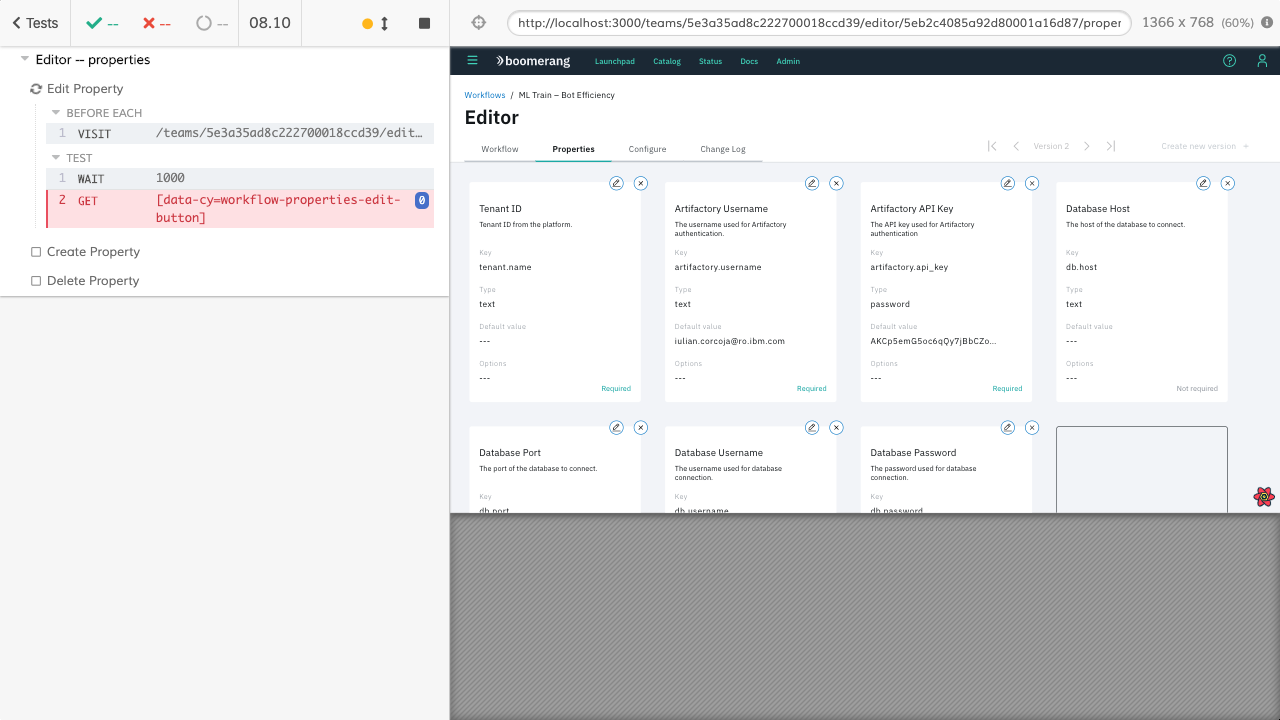 Tests
--
--
--
08.10
http://localhost:3000/teams/5e3a35ad8c222700018ccd39/editor/5eb2c4085a92d80001a16d87/proper
1366 x 768 (60%)
Editor -- properties
Edit Property
BEFORE EACH
1 VISIT /teams/5e3a35ad8c222700018ccd39/edit…
TEST
1 WAIT 1000
2 GET [data-cy=workflow-properties-edit-
button] 0
Create Property
Delete Property
boomerang Launchpad Catalog Status Docs Admin
Workflows / ML Train – Bot Efficiency
Editor
Workflow Properties Configure Change Log
Version 2
Create new version +
Tenant ID
Tenant ID from the platform.
Key
tenant.name
Type
text
Default value
---
Options
---
Required
Artifactory Username
The username used for Artifactory
authentication.
Key
artifactory.username
Type
text
Default value
iulian.corcoja@ro.ibm.com
Options
---
Required
Artifactory API Key
The API key used for Artifactory
authentication
Key
artifactory.api_key
Type
password
Default value
AKCp5emG5oc6qQy7jBbCZo...
Options
---
Required
Database Host
The host of the database to connect.
Key
db.host
Type
text
Default value
---
Options
---
Not required
Database Port
The port of the database to connect.
Key
db.port
Database Username
The username used for database
connection.
Key
db.username
Database Password
The password used for database
connection.
Key
db.password